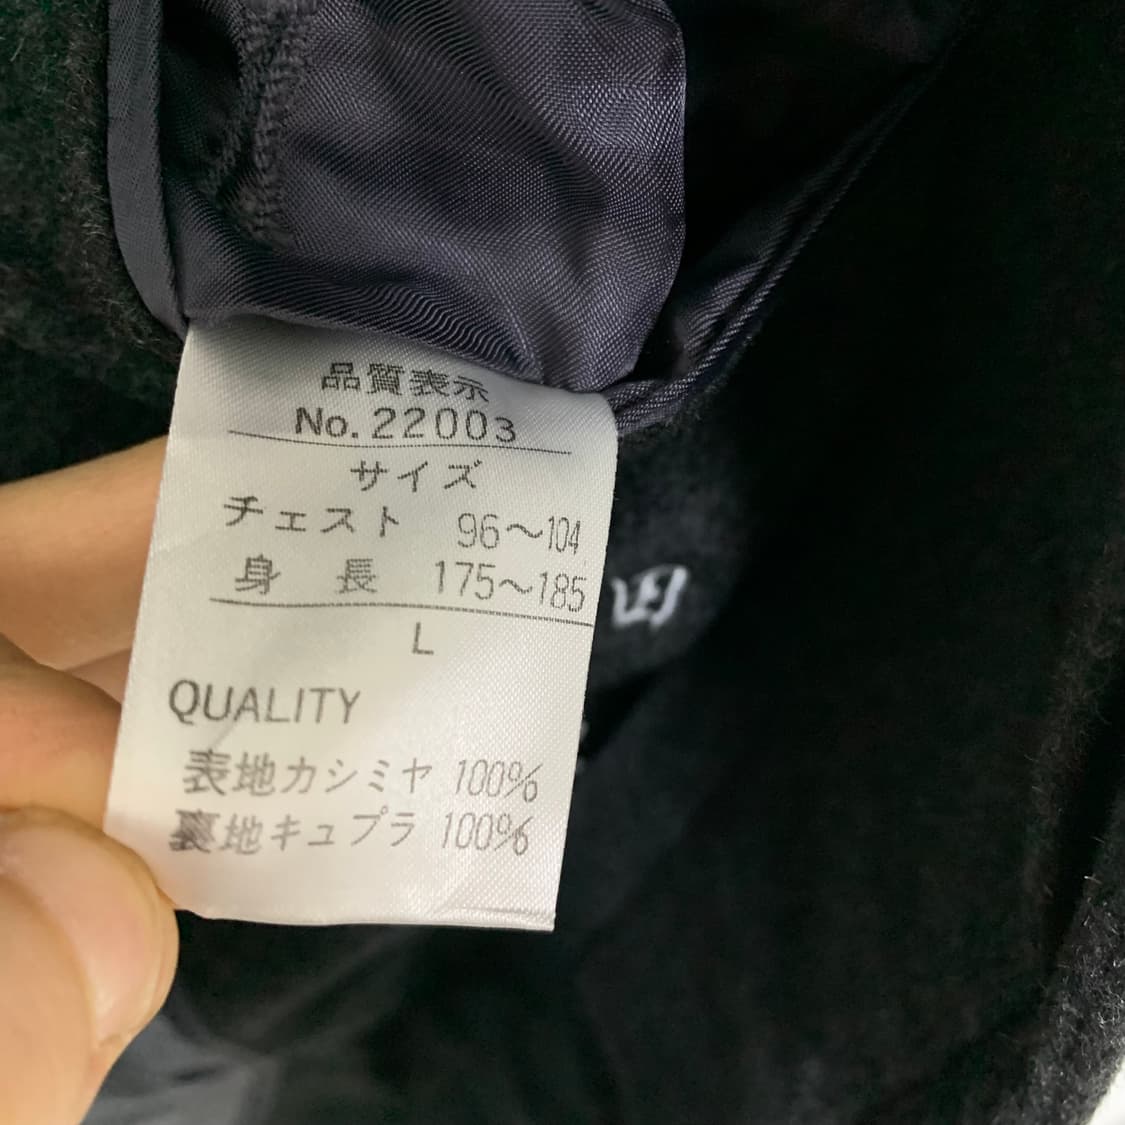 品質表示
No. 22003
サイズ
チェスト 96～104
身 長 175～185
L
QUALITY
表地カシミヤ 100%
裏地キュプラ 100%